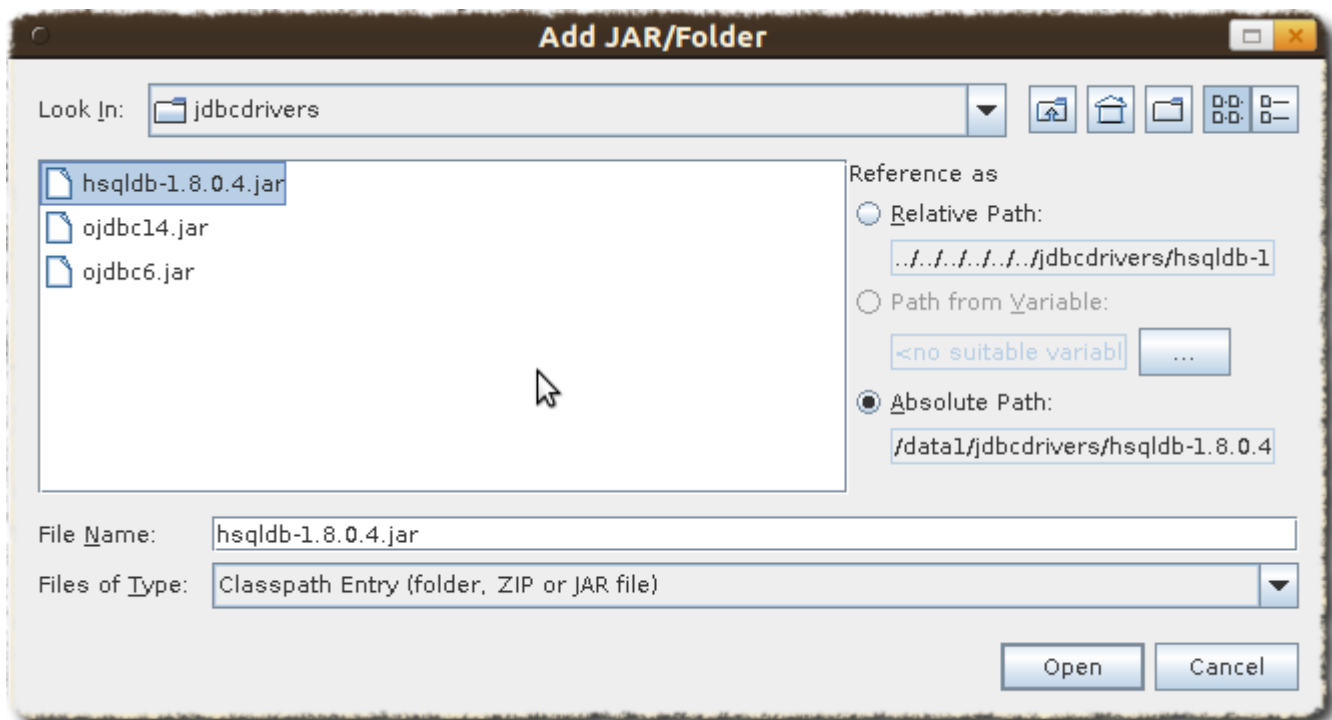 Add JAR/Folder
Look In: jdbcdrivers
hsqldb-1.8.0.4.jar
ojdbc14.jar
ojdbc6.jar
Reference as
Relative Path:
../../../../../../jdbcdrivers/hsqldb-1
Path from Variable:
<no suitable variabl
...
Absolute Path:
/data1/jdbcdrivers/hsqldb-1.8.0.4
File Name: hsqldb-1.8.0.4.jar
Files of Type: Classpath Entry (folder, ZIP or JAR file)
Open Cancel